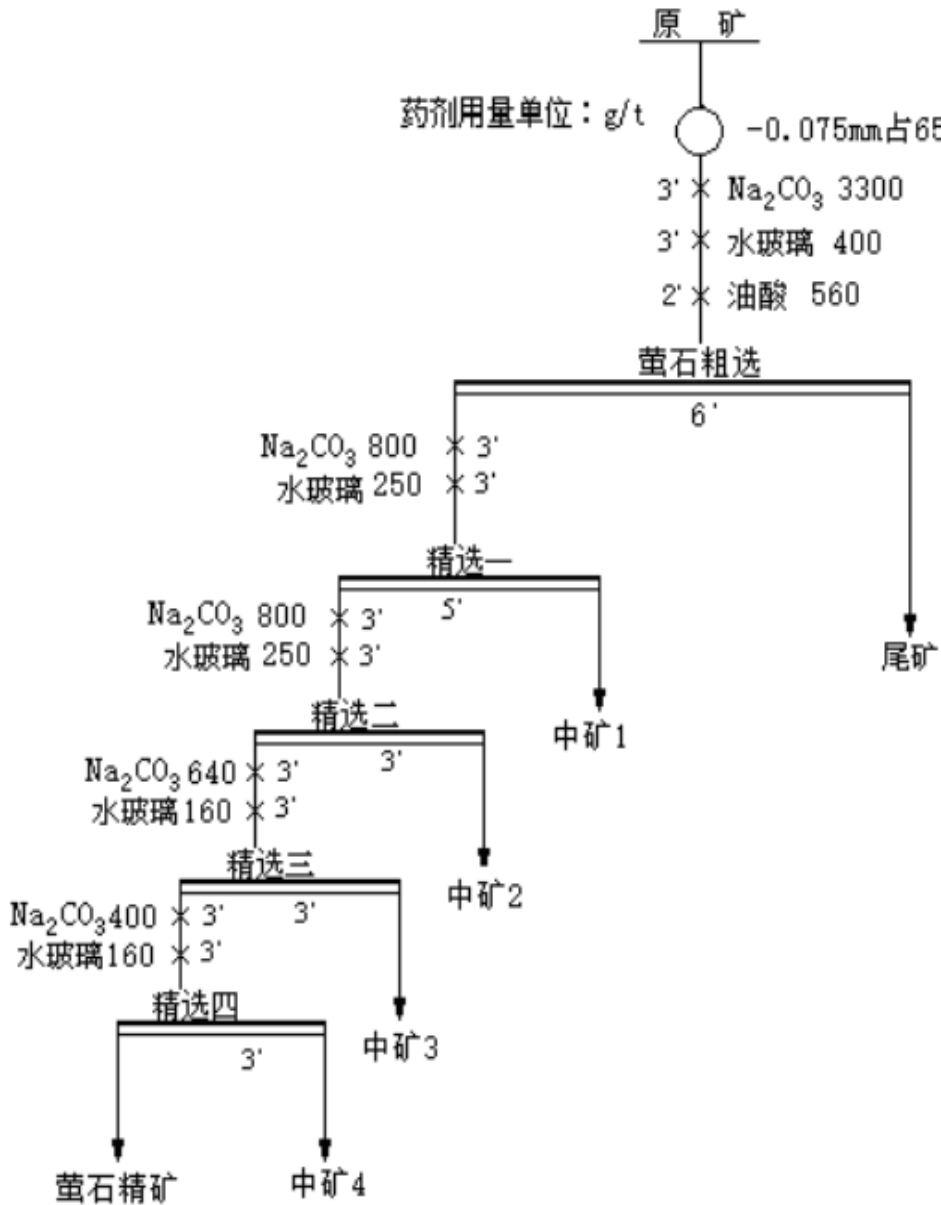 原 矿
药剂用量单位：g/t
-0.075mm占65
3' Na₂CO₃ 3300
3' 水玻璃 400
2' 油酸 560
萤石粗选
6'
Na₂CO₃ 800 3'
水玻璃 250 3'
精选一
5'
Na₂CO₃ 800 3'
水玻璃 250 3'
尾矿
精选二
3'
中矿1
Na₂CO₃ 640 3'
水玻璃 160 3'
精选三
3'
中矿2
Na₂CO₃ 400 3'
水玻璃 160 3'
精选四
3'
中矿3
萤石精矿
中矿4